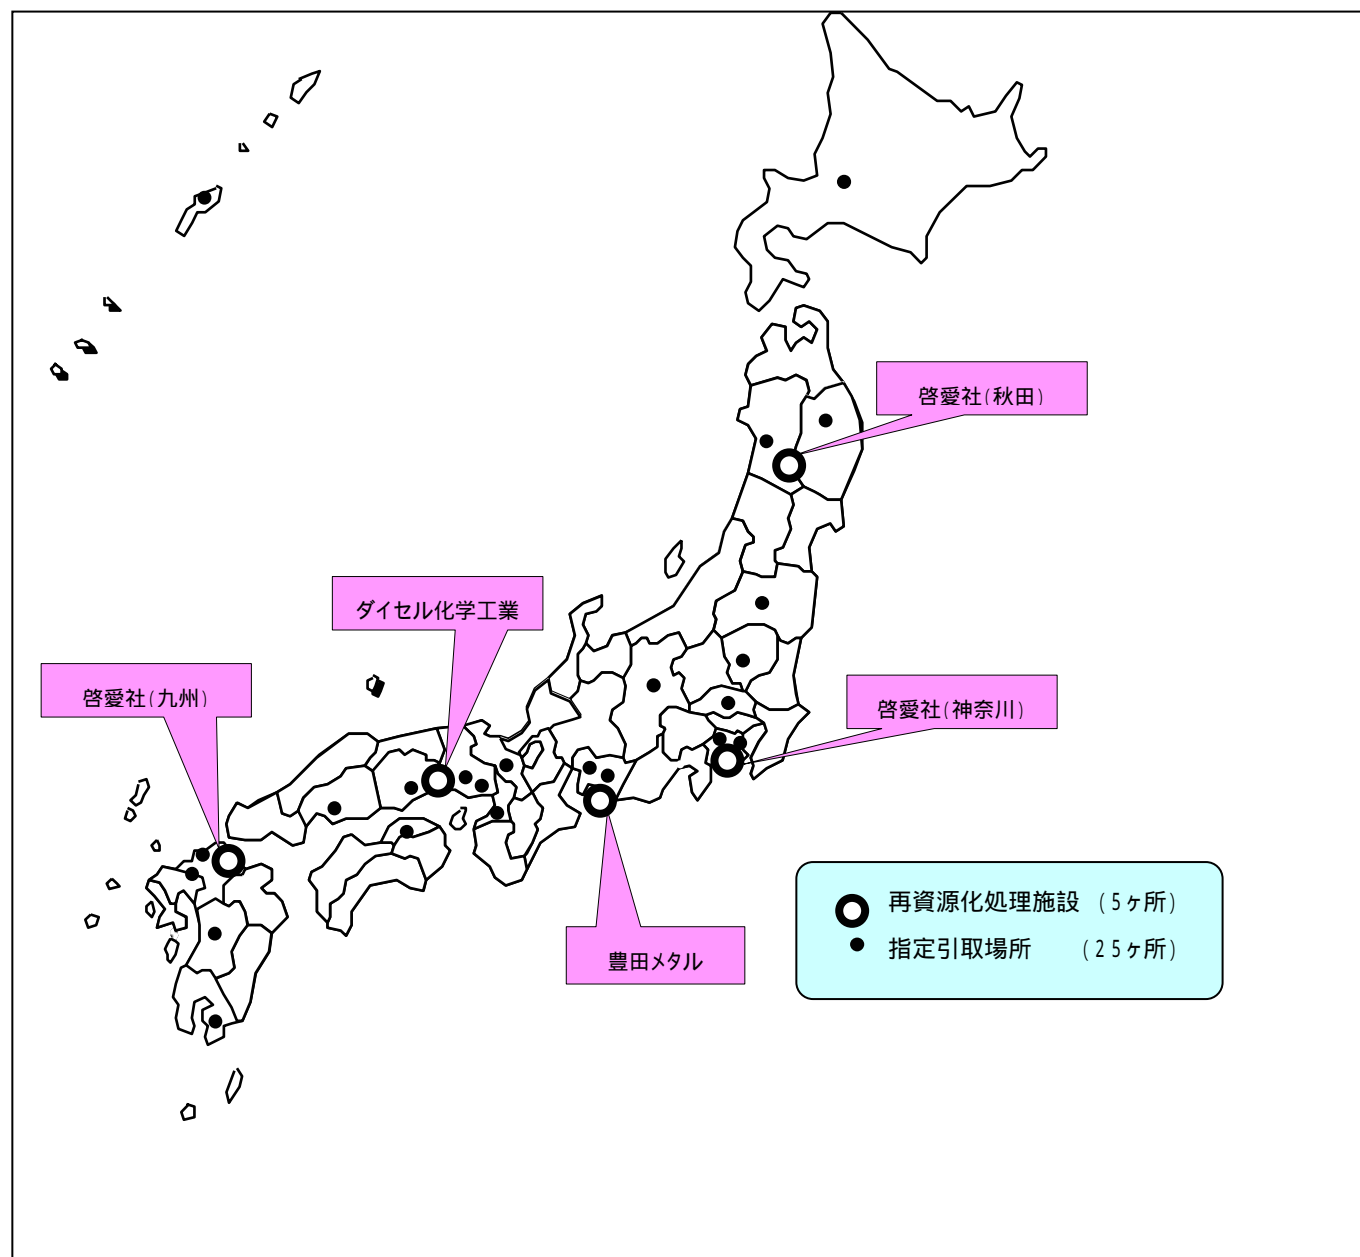 啓愛社(秋田)
ダイセル化学工業
啓愛社(九州)
啓愛社(神奈川)
豊田メタル
再資源化処理施設 (5ヶ所)
指定引取場所 (25ヶ所)